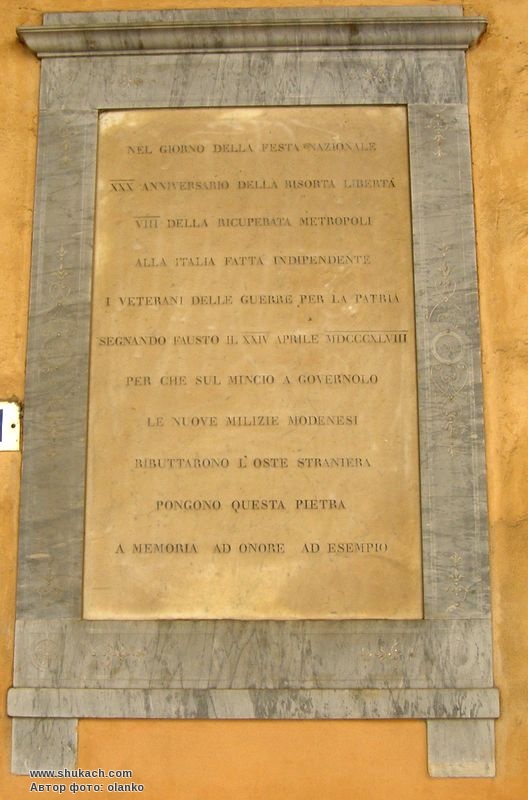 NEL GIORNO DELLA FESTA NAZIONALE
XXX ANNIVERSARIO DELLA RISORTA LIBERTÁ
VIII DELLA RICUPERATA METROPOLI
ALLA ITALIA FATTA INDIPENDENTE
I VETERANI DELLE GUERRE PER LA PATRIA
SEGNANDO FAUSTO IL XXIV APRILE MDCCCXLVIII
PER CHE SUL MINCIO A GOVERNOLO
LE NUOVE MILIZIE MODENESI
RIBUTTARONO L'OSTE STRANIERA
PONGONO QUESTA PIETRA
A MEMORIA AD ONORE AD ESEMPIO
www.shukach.com
Автор фото: olanko